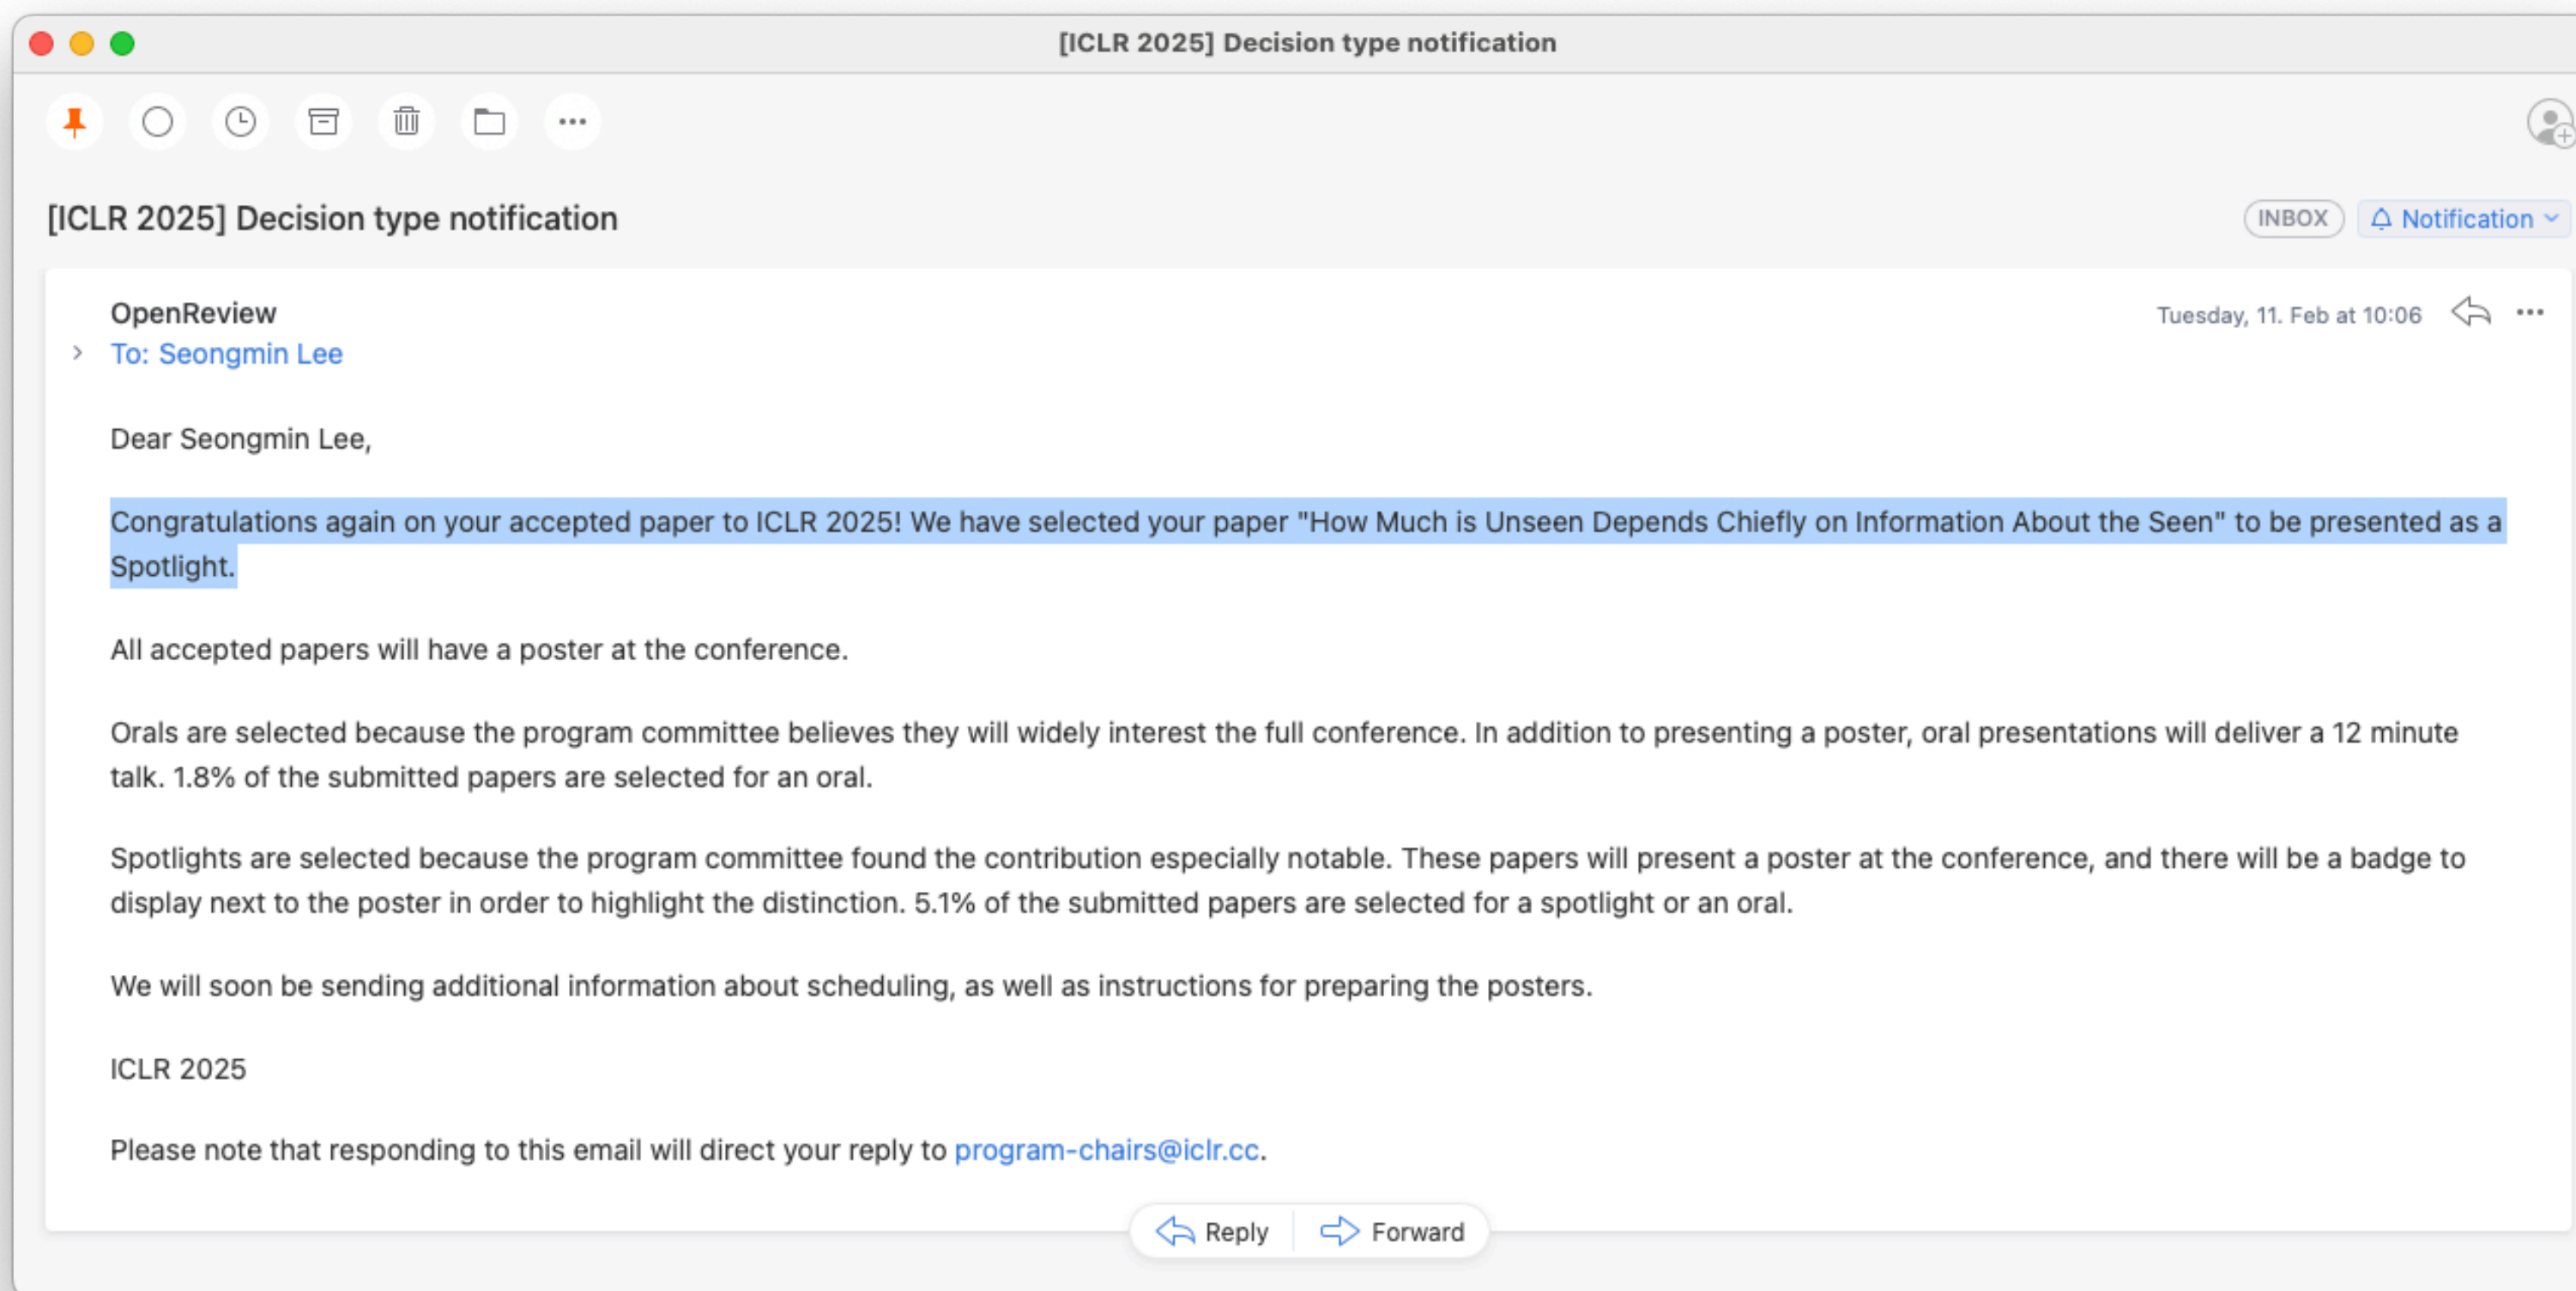 [ICLR 2025] Decision type notification
[ICLR 2025] Decision type notification
INBOX
Notification
OpenReview
Tuesday, 11. Feb at 10:06
To: Seongmin Lee
Dear Seongmin Lee,
Congratulations again on your accepted paper to ICLR 2025! We have selected your paper "How Much is Unseen Depends Chiefly on Information About the Seen" to be presented as a
Spotlight.
All accepted papers will have a poster at the conference.
Orals are selected because the program committee believes they will widely interest the full conference. In addition to presenting a poster, oral presentations will deliver a 12 minute
talk. 1.8% of the submitted papers are selected for an oral.
Spotlights are selected because the program committee found the contribution especially notable. These papers will present a poster at the conference, and there will be a badge to
display next to the poster in order to highlight the distinction. 5.1% of the submitted papers are selected for a spotlight or an oral.
We will soon be sending additional information about scheduling, as well as instructions for preparing the posters.
ICLR 2025
Please note that responding to this email will direct your reply to program-chairs@iclr.cc.
Reply
Forward